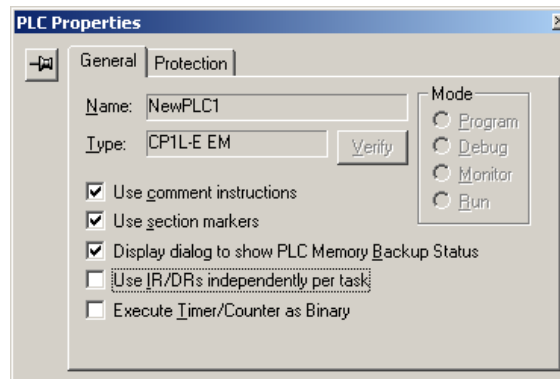 PLC Properties
General
Protection
Name: NewPLC1
Type: CP1L-E EM
Verify
Mode
Program
Debug
Monitor
Run
Use comment instructions
Use section markers
Display dialog to show PLC Memory Backup Status
Use IR/DRs independently per task
Execute Timer/Counter as Binary